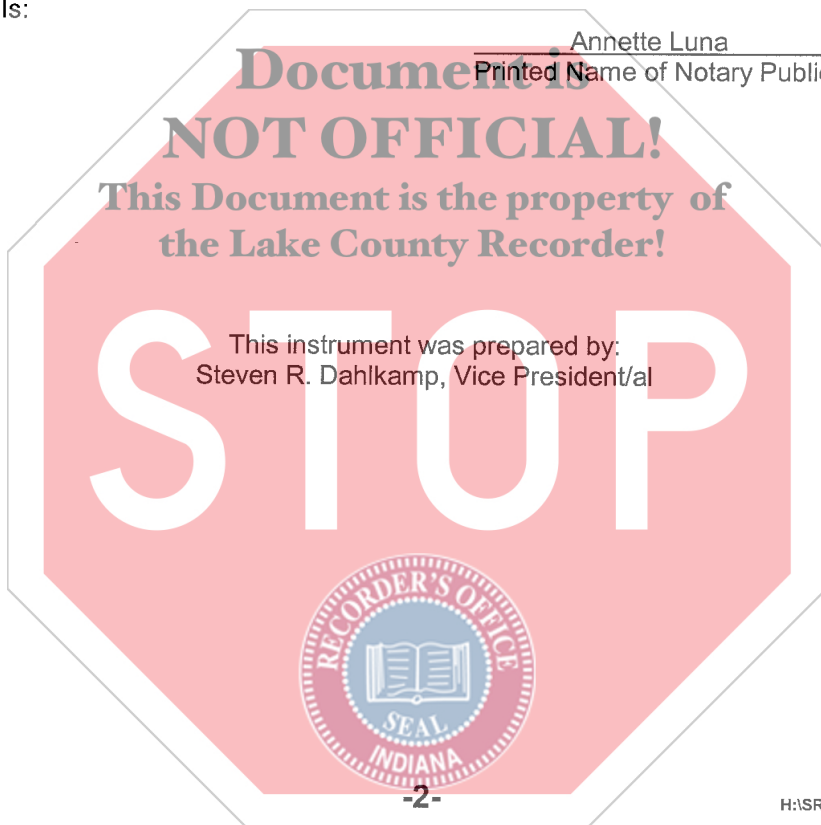 ls:
Annette Luna
Printed Name of Notary Public
Document is
NOT OFFICIAL!
This Document is the property of
the Lake County Recorder!
This instrument was prepared by:
Steven R. Dahlkamp, Vice President/al
STOP
RECORDER'S OFFICE
SEAL
INDIANA
-2-
H:\SR